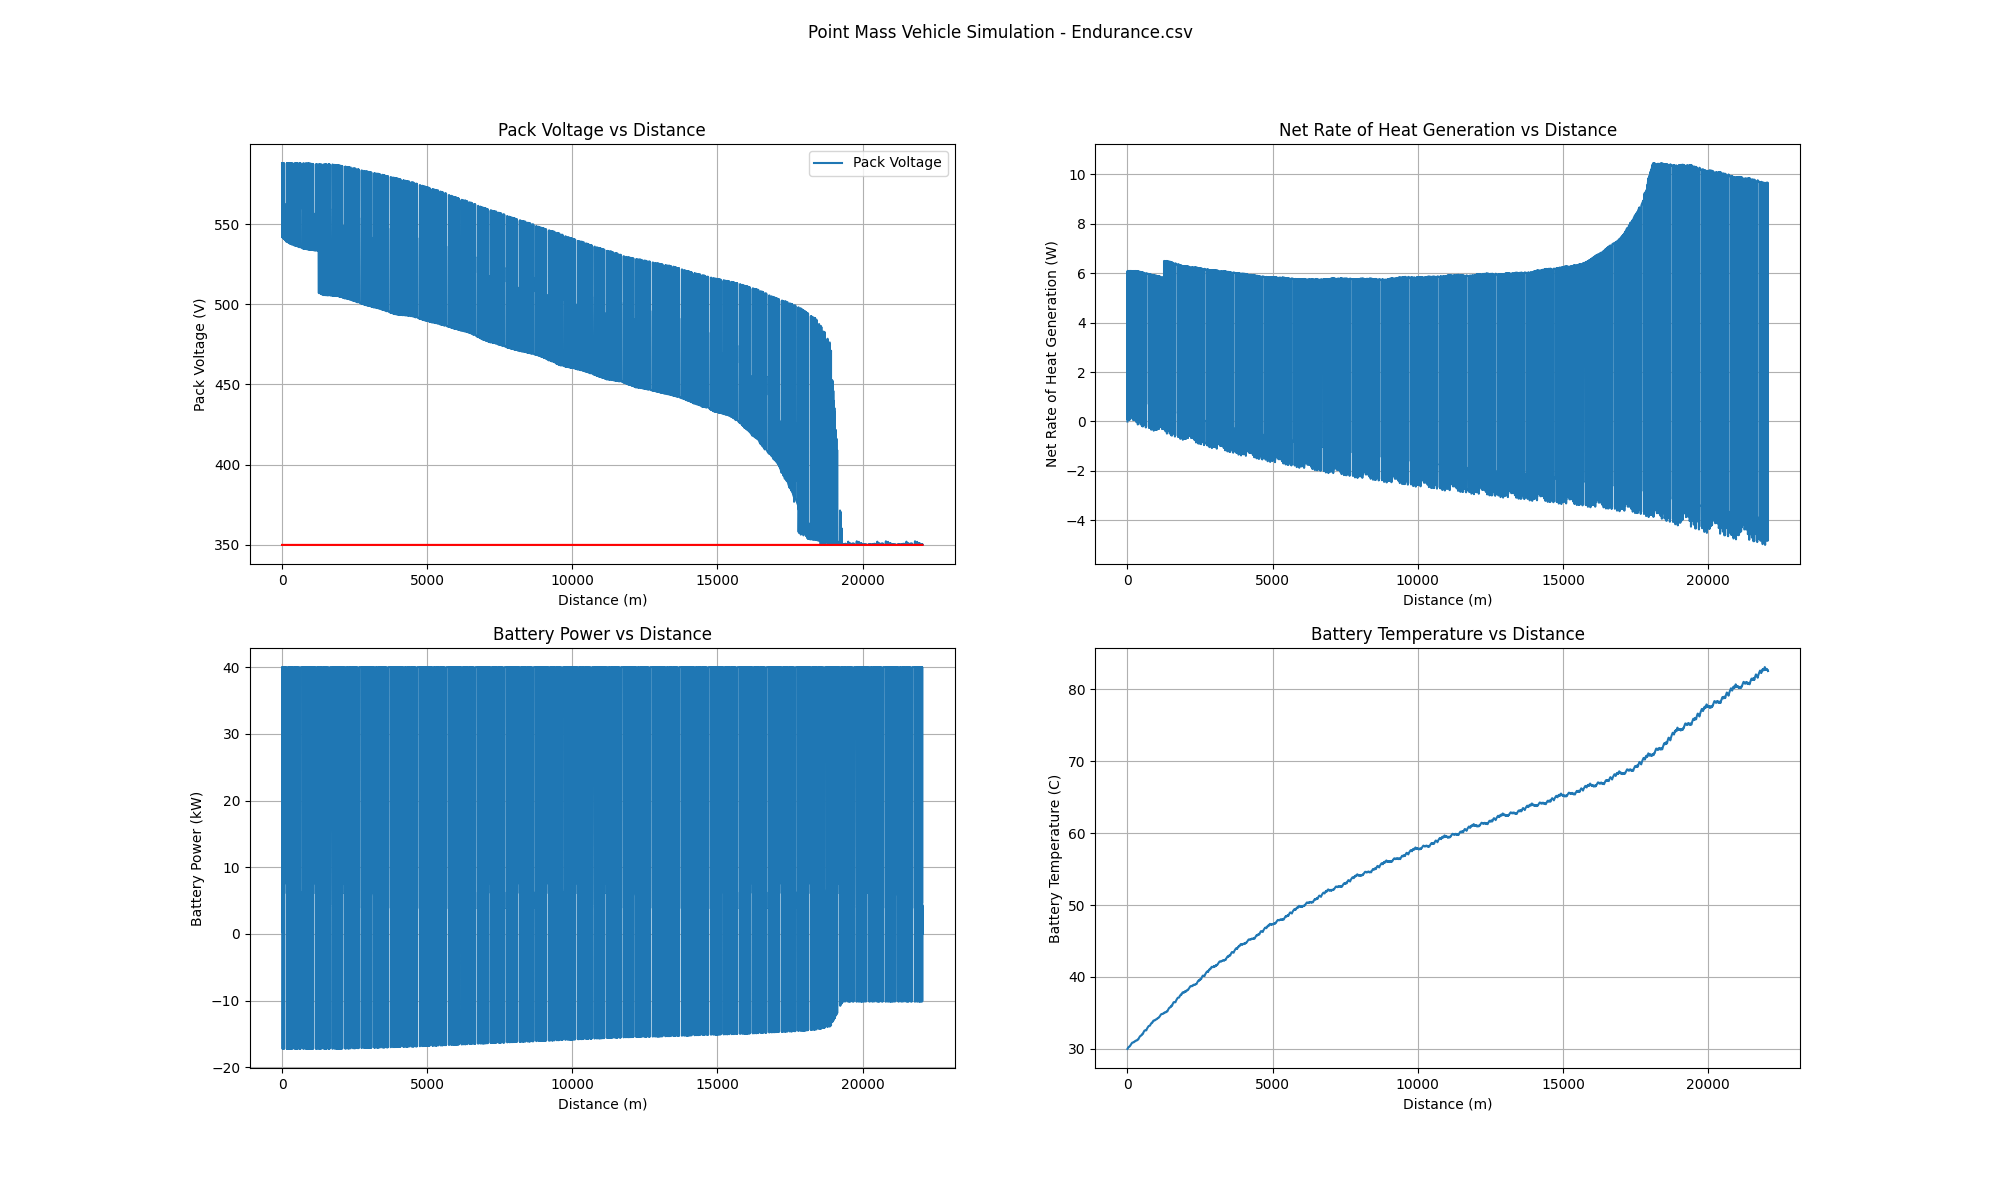 Point Mass Vehicle Simulation - Endurance.csv
Pack Voltage vs Distance
Pack Voltage
Pack Voltage (V)
550
500
450
400
350
0 5000 10000 15000 20000
Distance (m)
Net Rate of Heat Generation vs Distance
Net Rate of Heat Generation (W)
10
8
6
4
2
0
−2
−4
0 5000 10000 15000 20000
Distance (m)
Battery Power vs Distance
Battery Power (kW)
40
30
20
10
0
−10
−20
0 5000 10000 15000 20000
Distance (m)
Battery Temperature vs Distance
Battery Temperature (C)
80
70
60
50
40
30
0 5000 10000 15000 20000
Distance (m)